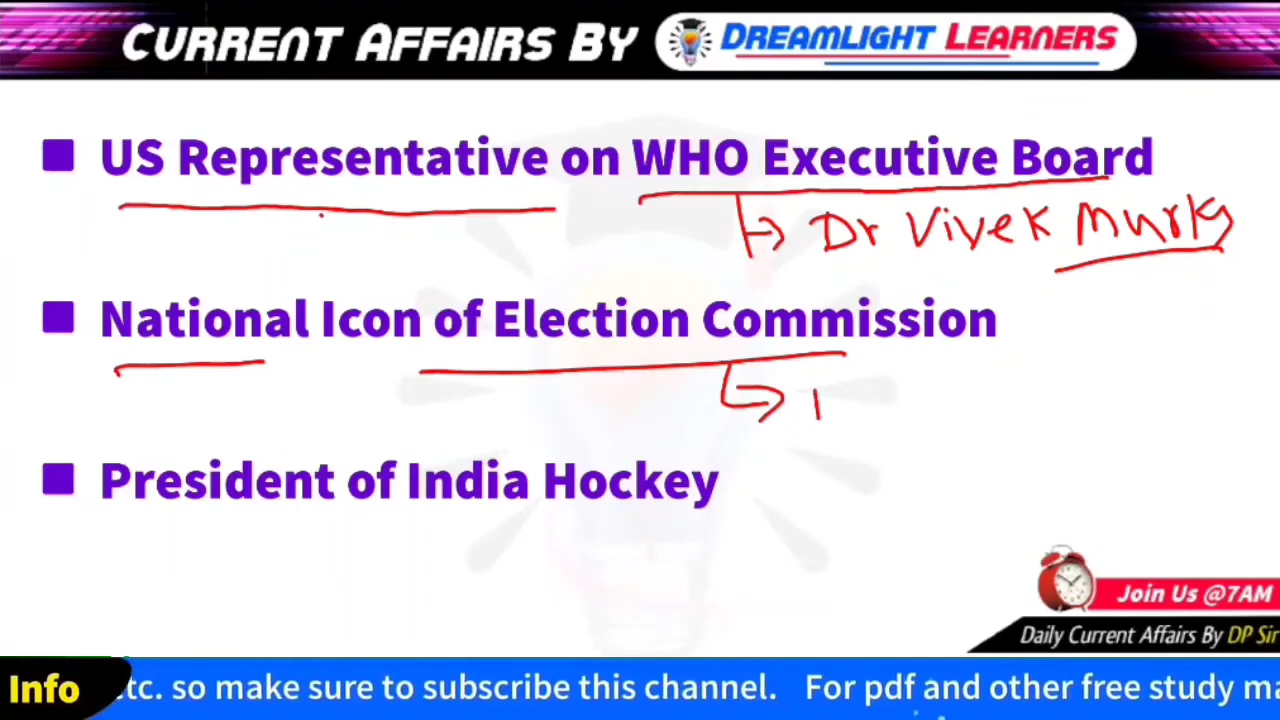 CURRENT AFFAIRS BY DREAMLIGHT LEARNERS
US Representative on WHO Executive Board
Dr Vivek
National Icon of Election Commission
President of India Hockey
Join Us @7AM
Daily Current Affairs By DP Sir
Info tc. so make sure to subscribe this channel. For pdf and other free study ma